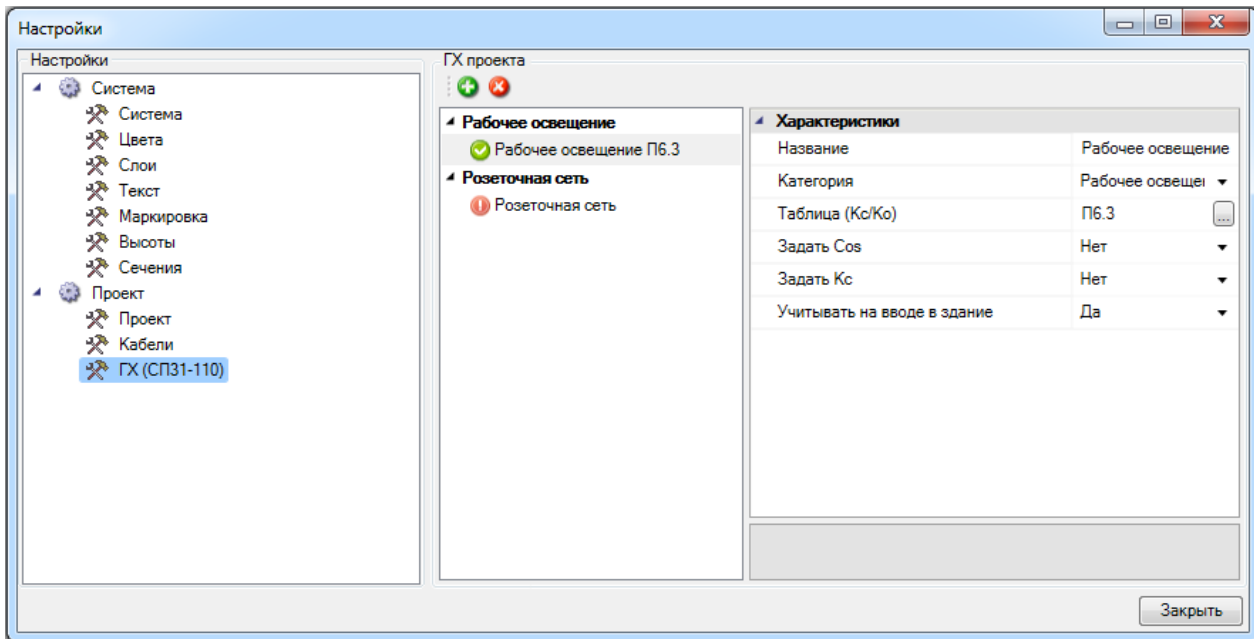 Настройки
Настройки
Система
Система
Цвета
Слои
Текст
Маркировка
Высоты
Сечения
Проект
Проект
Кабели
ГХ (СП31-110)
ГХ проекта
Рабочее освещение
Рабочее освещение П6.3
Розеточная сеть
Розеточная сеть
Характеристики
Название Рабочее освещение
Категория Рабочее освещеı
Таблица (Кс/Ко) П6.3 ...
Задать Cos Нет
Задать Кс Нет
Учитывать на вводе в здание Да
Закрыть